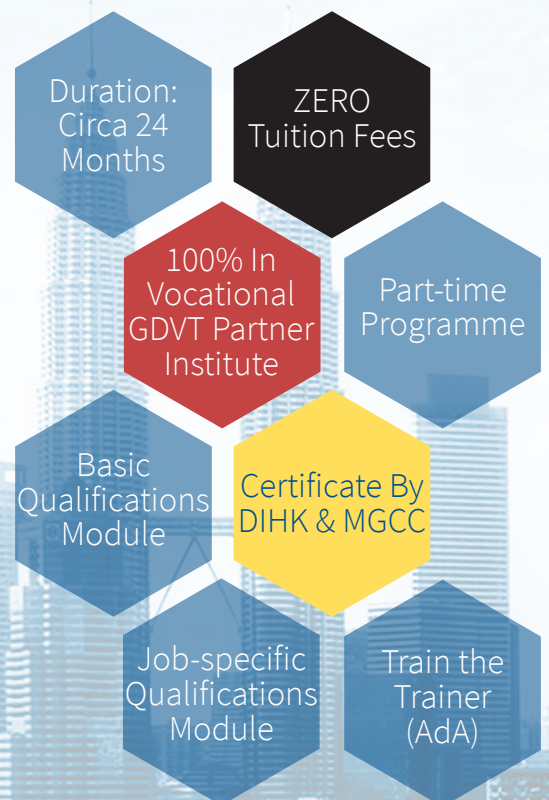 Duration:
Circa 24
Months
ZERO
Tuition Fees
100% In
Vocational
GDVT Partner
Institute
Part-time
Programme
Basic
Qualifications
Module
Certificate By
DIHK & MGCC
Job-specific
Qualifications
Module
Train the
Trainer
(AdA)